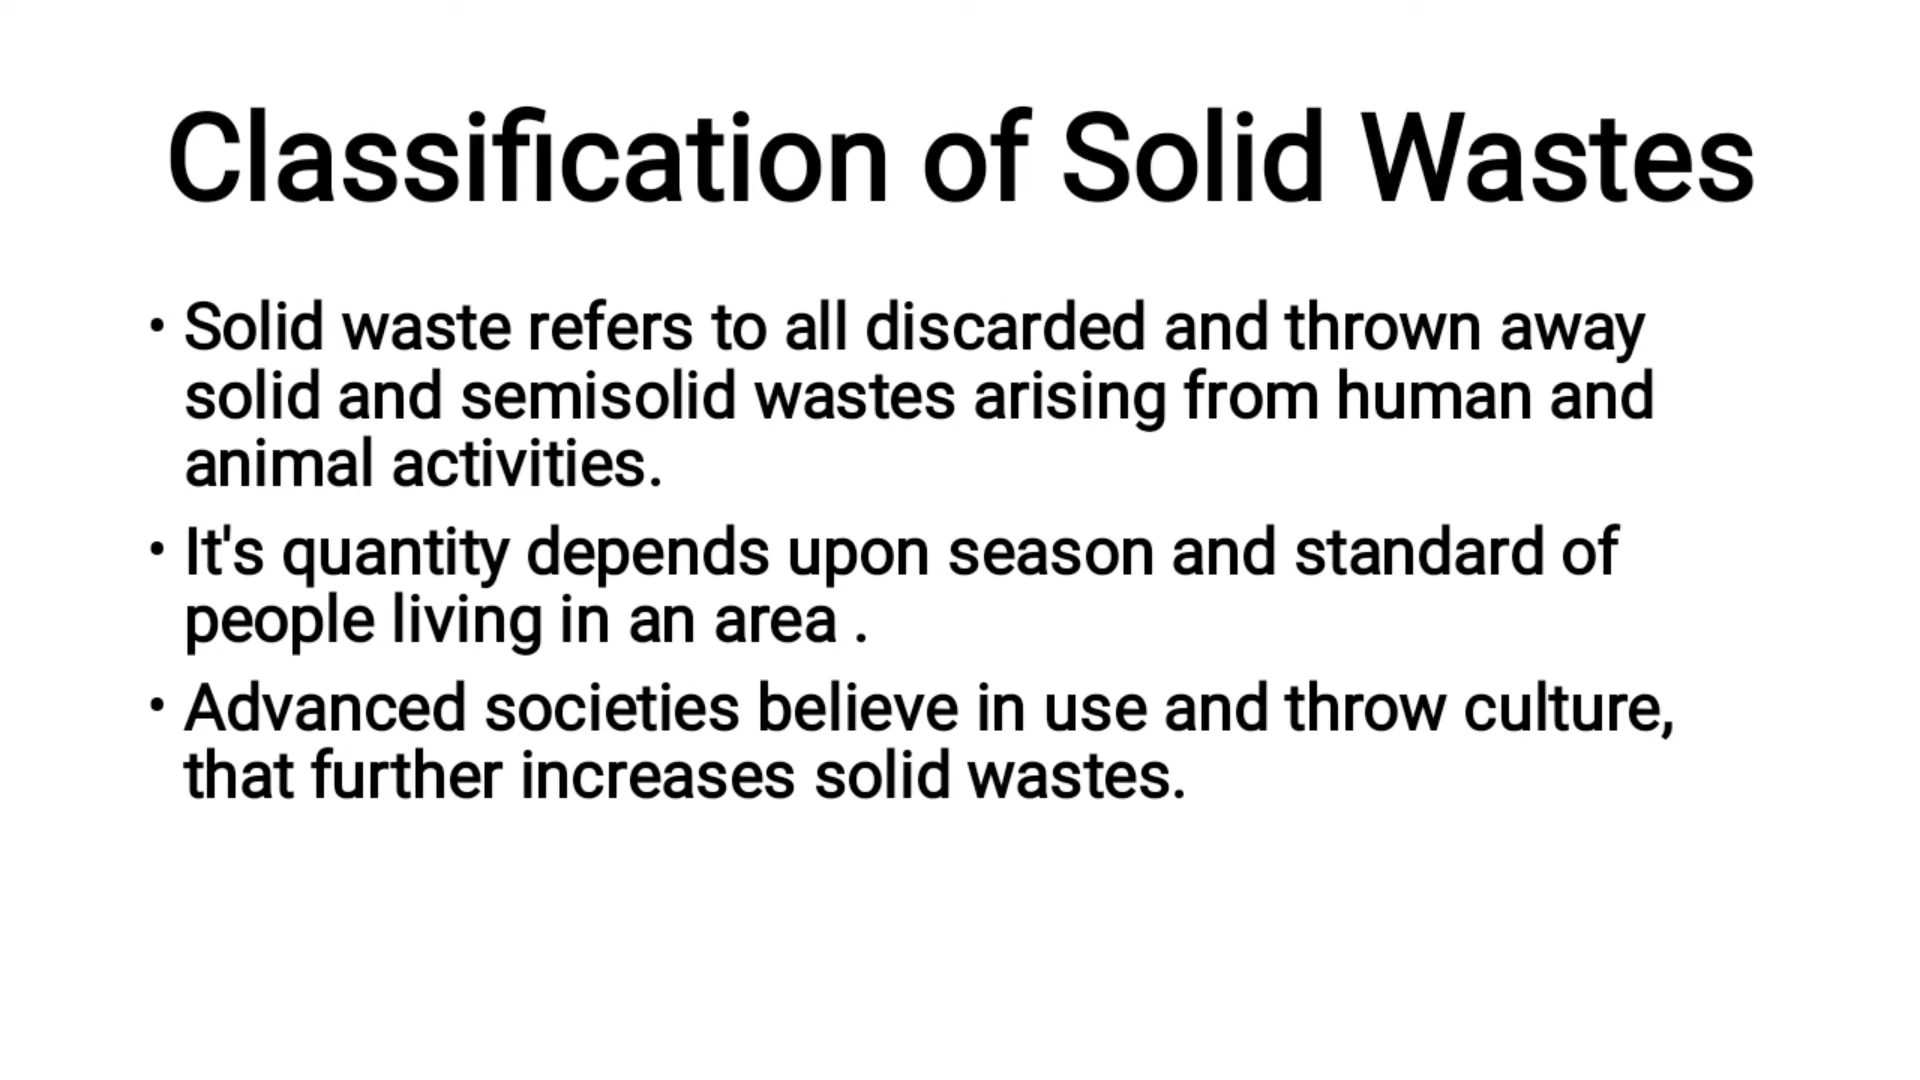 Classification of Solid Wastes
• Solid waste refers to all discarded and thrown away
solid and semisolid wastes arising from human and
animal activities.
• It's quantity depends upon season and standard of
people living in an area .
• Advanced societies believe in use and throw culture,
that further increases solid wastes.